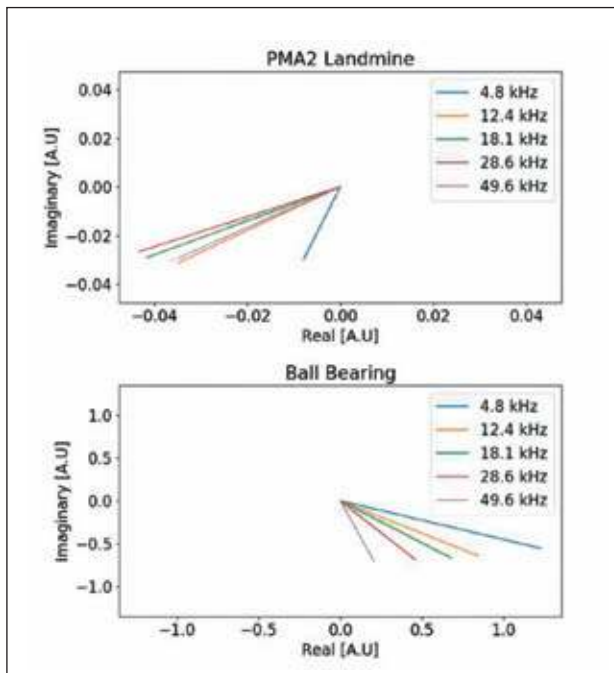 PMA2 Landmine
Imaginary [A.U]
0.04
0.02
0.00
−0.02
−0.04
4.8 kHz
12.4 kHz
18.1 kHz
28.6 kHz
49.6 kHz
−0.04
−0.02
0.00
0.02
0.04
Real [A.U]
Ball Bearing
Imaginary [A.U]
1.0
0.5
0.0
−0.5
−1.0
4.8 kHz
12.4 kHz
18.1 kHz
28.6 kHz
49.6 kHz
−1.0
−0.5
0.0
0.5
1.0
Real [A.U]